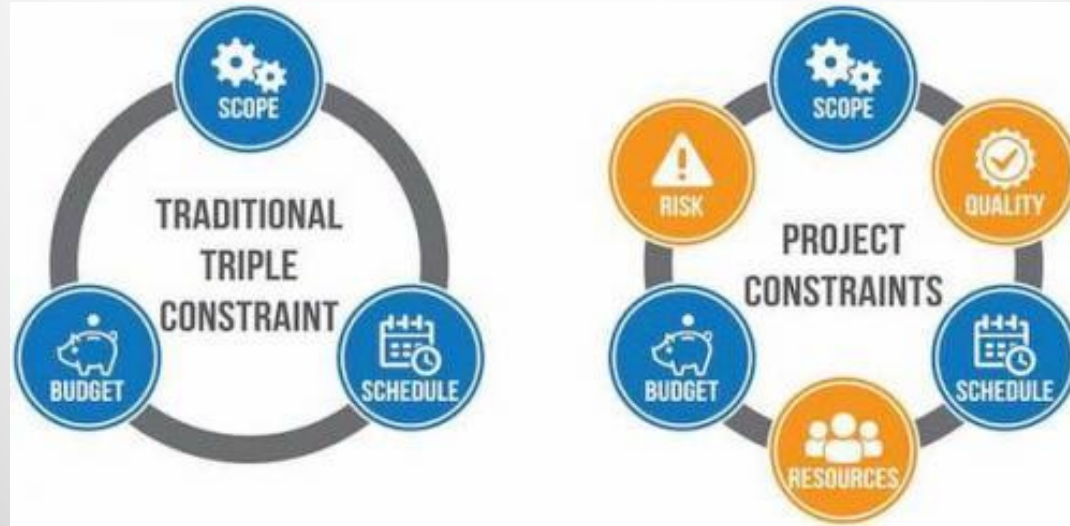 SCOPE
TRADITIONAL
TRIPLE
CONSTRAINT
BUDGET
SCHEDULE
SCOPE
RISK
QUALITY
PROJECT
CONSTRAINTS
BUDGET
SCHEDULE
RESOURCES